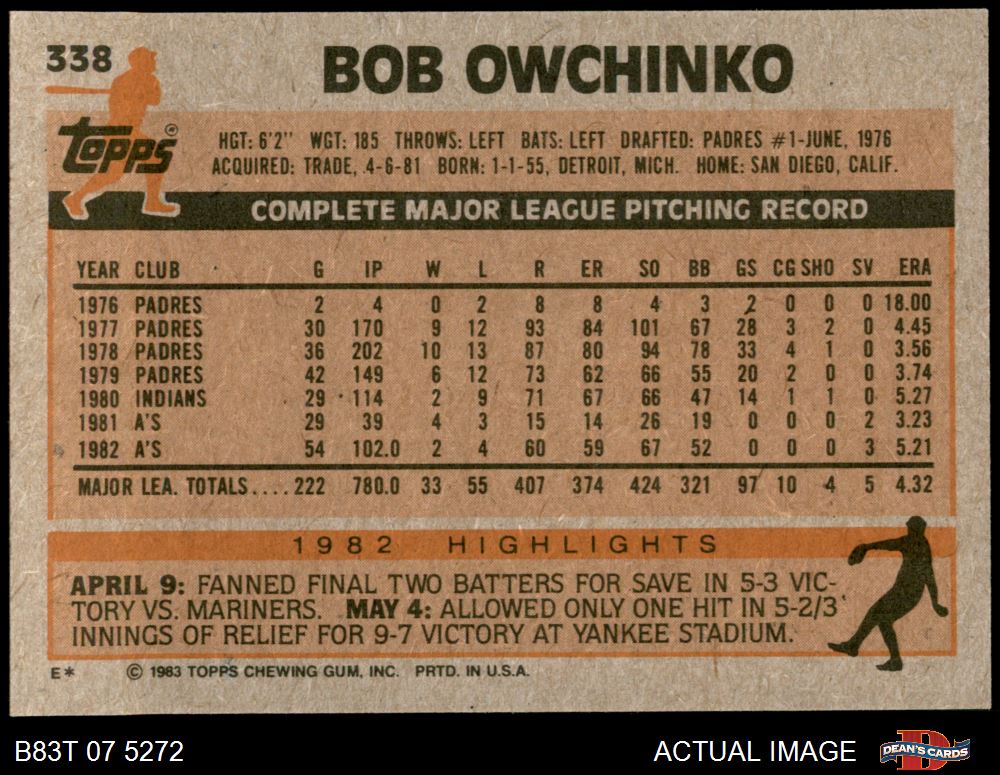 338
BOB OWCHINKO
Topps®
HGT: 6'2" WGT: 185 THROWS: LEFT BATS: LEFT DRAFTED: PADRES #1-JUNE, 1976
ACQUIRED: TRADE, 4-6-81 BORN: 1-1-55, DETROIT, MICH. HOME: SAN DIEGO, CALIF.
COMPLETE MAJOR LEAGUE PITCHING RECORD
YEAR CLUB G IP W L R ER SO BB GS CG SHO SV ERA
1976 PADRES 2 4 0 2 8 8 4 3 2 0 0 0 18.00
1977 PADRES 30 170 9 12 93 84 101 67 28 3 2 0 4.45
1978 PADRES 36 202 10 13 87 80 94 78 33 4 1 0 3.56
1979 PADRES 42 149 6 12 73 62 66 55 20 2 0 0 3.74
1980 INDIANS 29 114 2 9 71 67 66 47 14 1 1 0 5.27
1981 A'S 29 39 4 3 15 14 26 19 0 0 0 2 3.23
1982 A'S 54 102.0 2 4 60 59 67 52 0 0 0 3 5.21
MAJOR LEA. TOTALS....222 780.0 33 55 407 374 424 321 97 10 4 5 4.32
1982 HIGHLIGHTS
APRIL 9: FANNED FINAL TWO BATTERS FOR SAVE IN 5-3 VIC-
TORY VS. MARINERS. MAY 4: ALLOWED ONLY ONE HIT IN 5-2/3
INNINGS OF RELIEF FOR 9-7 VICTORY AT YANKEE STADIUM.
E* © 1983 TOPPS CHEWING GUM, INC. PRTD. IN U.S.A.
B83T 07 5272 ACTUAL IMAGE DEAN'S CARDS